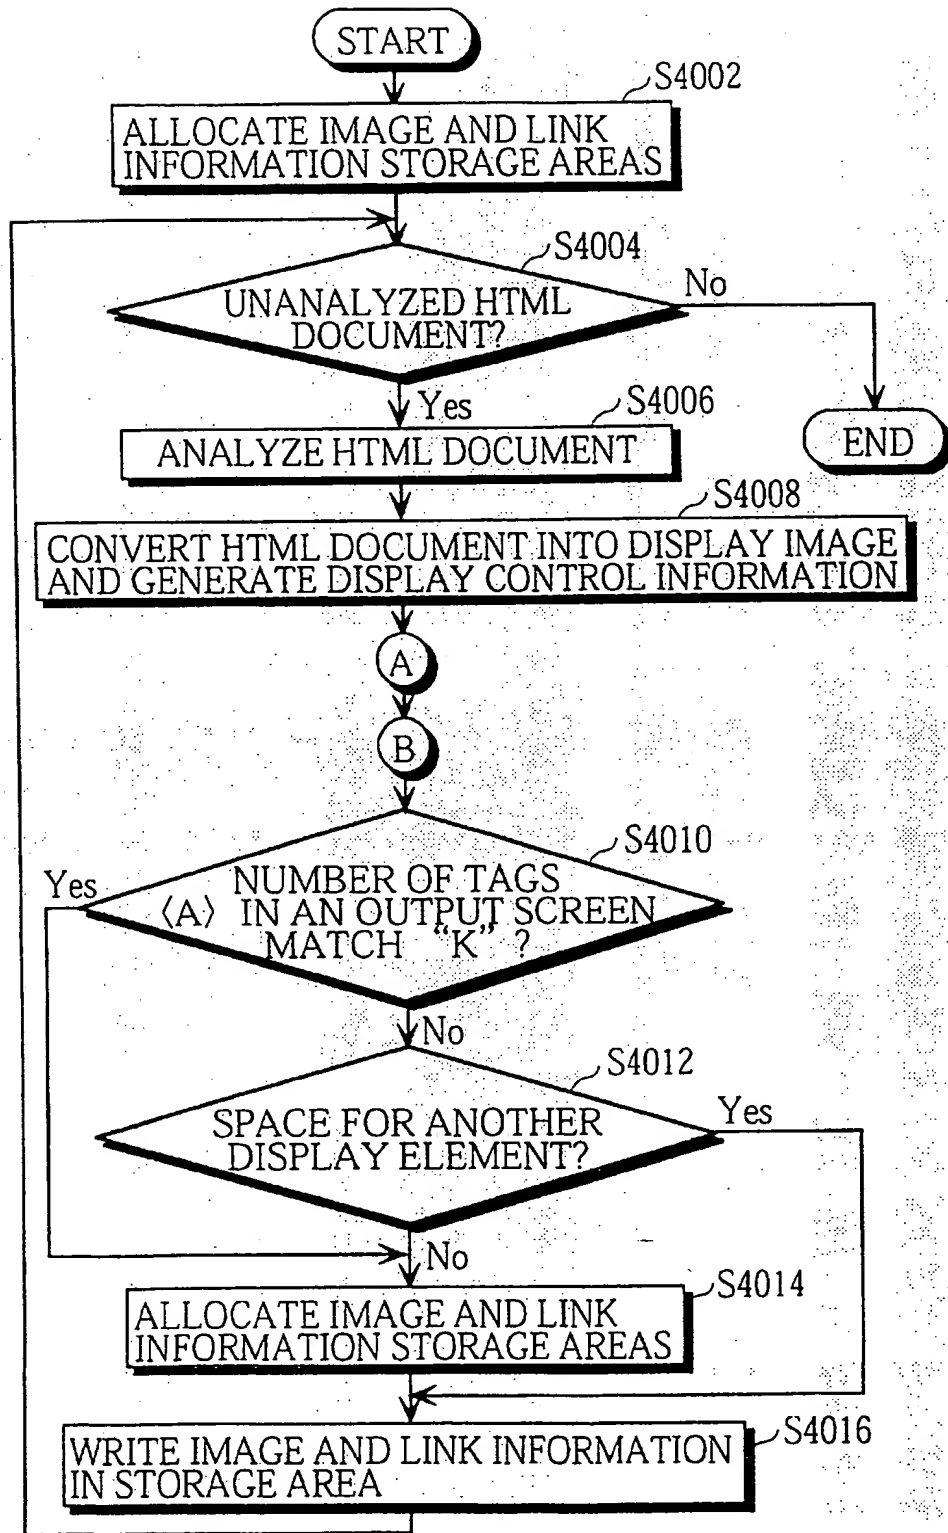 START
S4002
ALLOCATE IMAGE AND LINK
INFORMATION STORAGE AREAS
S4004
UNANALYZED HTML
DOCUMENT?
No
Yes
S4006
ANALYZE HTML DOCUMENT
END
S4008
CONVERT HTML DOCUMENT INTO DISPLAY IMAGE
AND GENERATE DISPLAY CONTROL INFORMATION
A
B
S4010
Yes
NUMBER OF TAGS
〈A〉 IN AN OUTPUT SCREEN
MATCH “K” ?
No
S4012
SPACE FOR ANOTHER
DISPLAY ELEMENT?
Yes
No
S4014
ALLOCATE IMAGE AND LINK
INFORMATION STORAGE AREAS
S4016
WRITE IMAGE AND LINK INFORMATION
IN STORAGE AREA